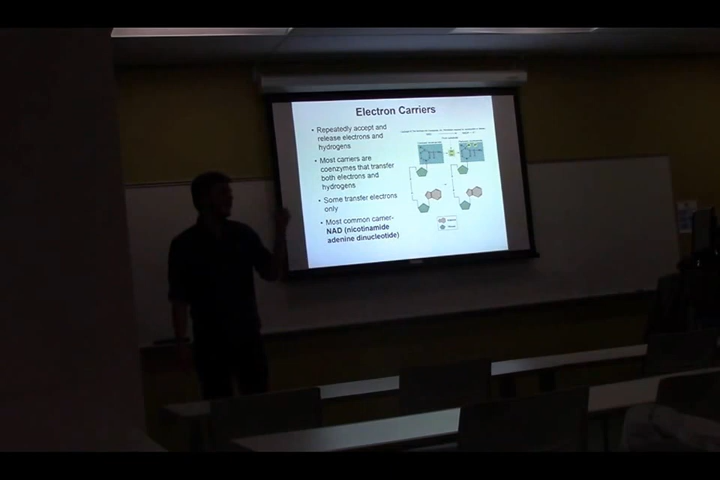 Electron Carriers
• Repeatedly accept and
release electrons and
hydrogens
• Most carriers are
coenzymes that transfer
both electrons and
hydrogens
• Some transfer electrons
only
• Most common carrier-
NAD (nicotinamide
adenine dinucleotide)